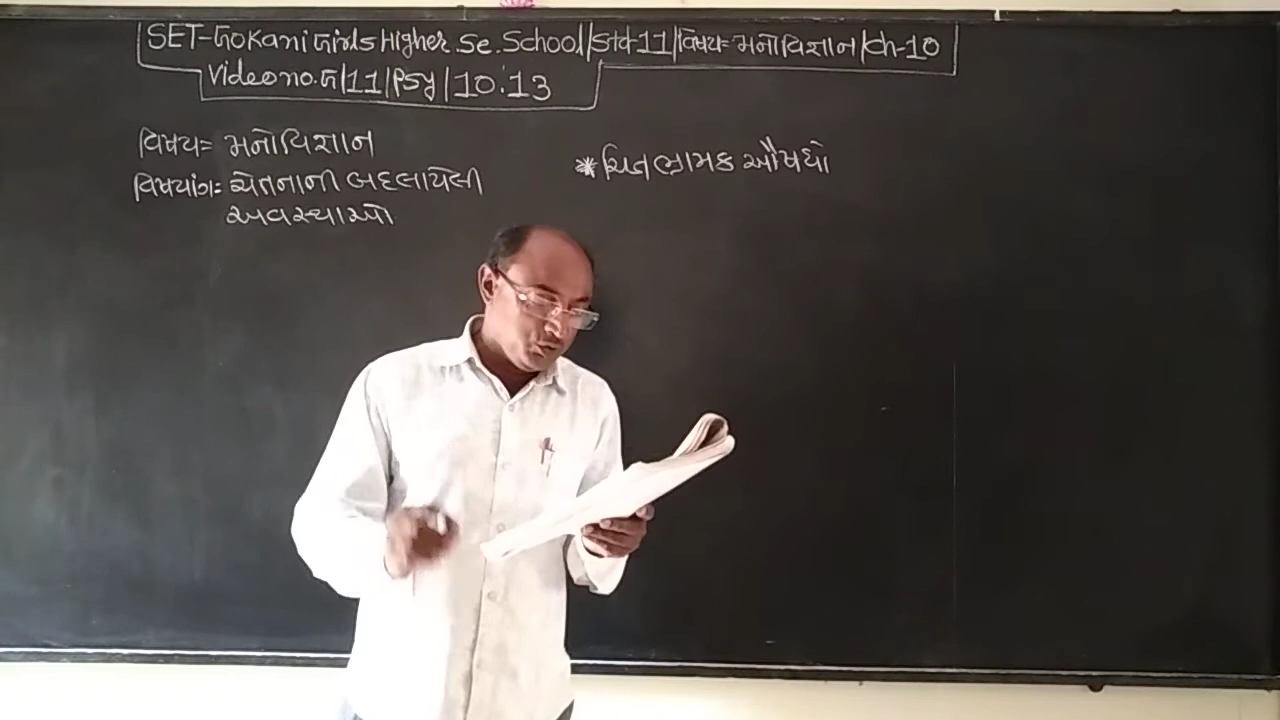 SET-GoKani Girls Higher.Se.School/Std-11/વિષય=મનોવિજ્ઞાન/Ch-10
Video no.G/11/Psy/10.13
વિષય= મનોવિજ્ઞાન
વિષયાંગ= ચેતનાની બદલાયેલી
અવસ્થાઓ
*ચિત્તભ્રામક ઔષધો